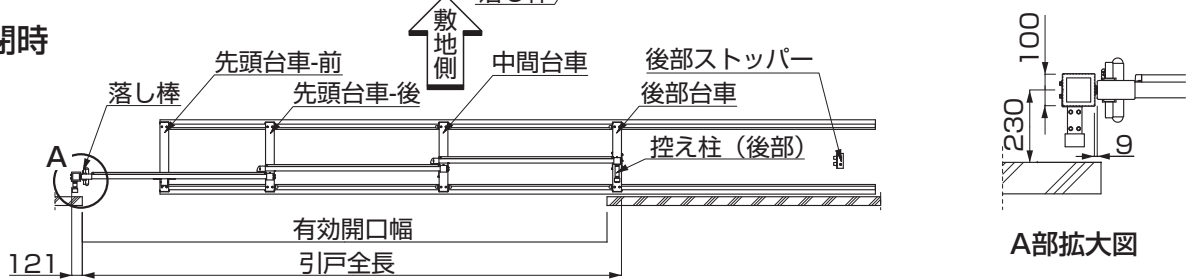 閉時
敷地側
落し棒
先頭台車-前
先頭台車-後
中間台車
後部ストッパー
後部台車
控え柱（後部）
A
有効開口幅
121
引戸全長
100
230
9
A部拡大図